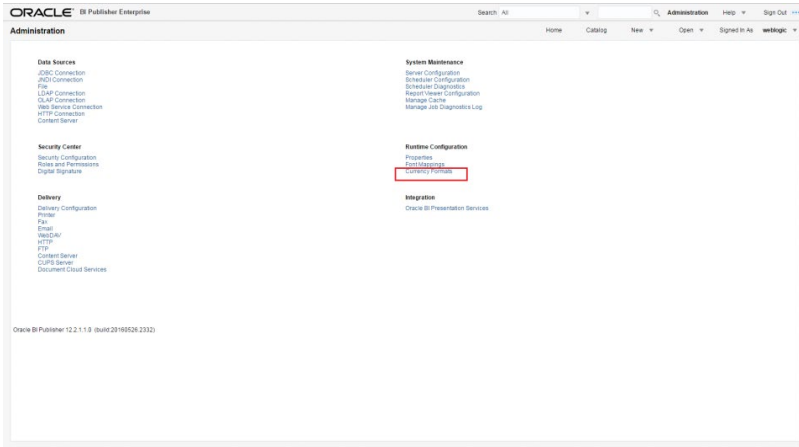 ORACLE BI Publisher Enterprise Search All Administration Help Sign Out
Administration Home Catalog New Open Signed In As weblogic
Data Sources
JDBC Connection
JNDI Connection
File
LDAP Connection
OLAP Connection
Web Service Connection
HTTP Connection
Content Server
System Maintenance
Server Configuration
Scheduler Configuration
Scheduler Diagnostics
Report Viewer Configuration
Manage Cache
Manage Job Diagnostics Log
Security Center
Security Configuration
Roles and Permissions
Digital Signature
Runtime Configuration
Properties
Font Mappings
Currency Formats
Delivery
Delivery Configuration
Printer
Fax
Email
WebDAV
HTTP
FTP
Content Server
CUPS Server
Document Cloud Services
Integration
Oracle BI Presentation Services
Oracle BI Publisher 12.2.1.1.0 (build:20160526.2332)